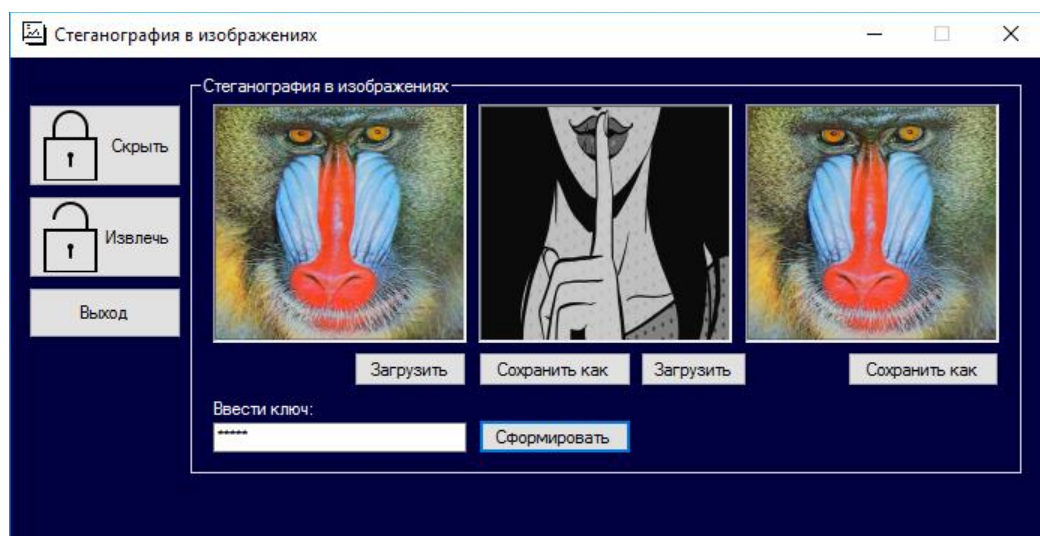 Стеганография в изображениях
Стеганография в изображениях
Скрыть
Извлечь
Выход
Загрузить
Сохранить как
Загрузить
Сохранить как
Ввести ключ:
*****
Сформировать